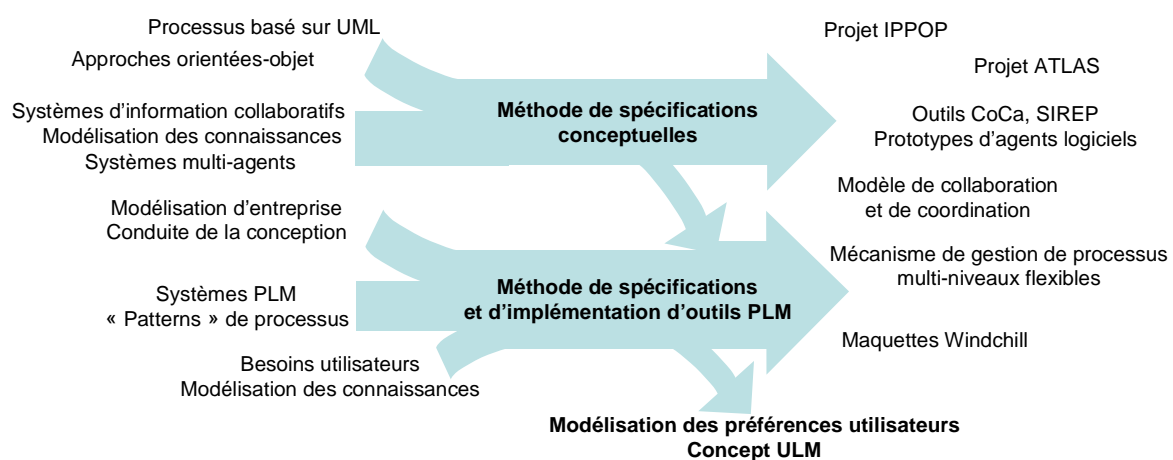 Processus basé sur UML
Approches orientées-objet
Systèmes d'information collaboratifs
Modélisation des connaissances
Systèmes multi-agents
Méthode de spécifications
conceptuelles
Projet IPPOP
Projet ATLAS
Outils CoCa, SIREP
Prototypes d'agents logiciels
Modélisation d'entreprise
Conduite de la conception
Systèmes PLM
« Patterns » de processus
Besoins utilisateurs
Modélisation des connaissances
Méthode de spécifications
et d'implémentation d'outils PLM
Modèle de collaboration
et de coordination
Mécanisme de gestion de processus
multi-niveaux flexibles
Maquettes Windchill
Modélisation des préférences utilisateurs
Concept ULM